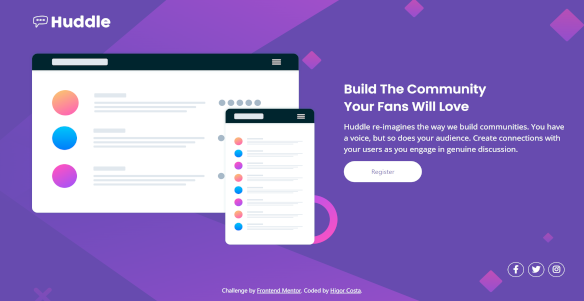 Huddle
Build The Community
Your Fans Will Love
Huddle re-imagines the way we build communities. You have
a voice, but so does your audience. Create connections with
your users as you engage in genuine discussion.
Register
Challenge by Frontend Mentor. Coded by Higor Costa.